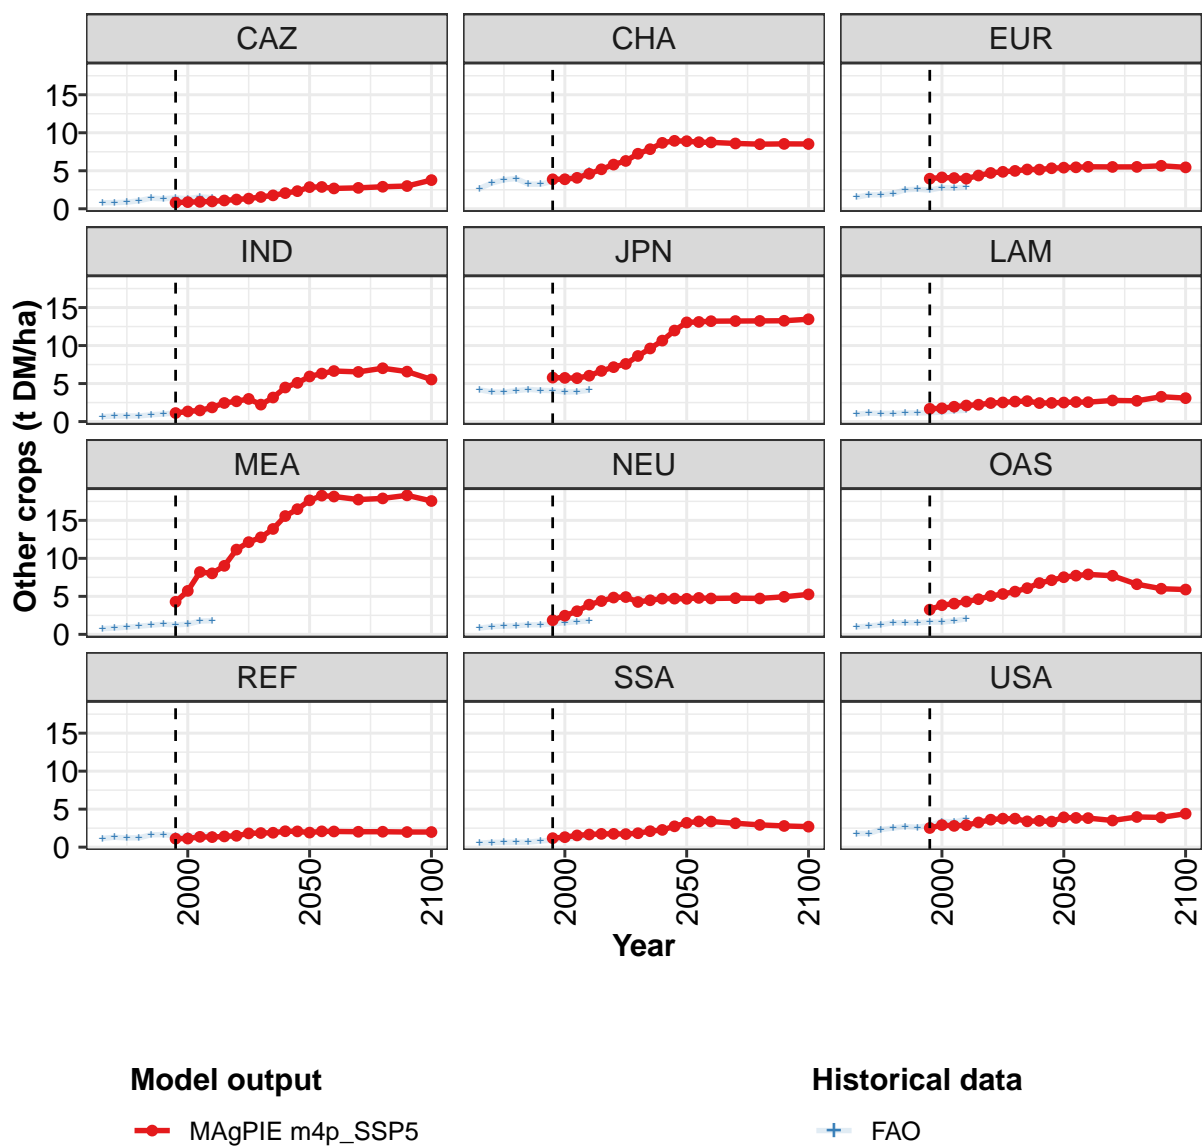 CAZ CHA EUR
15
10
5
0
IND JPN LAM
15
10
5
0
MEA NEU OAS
15
10
5
0
REF SSA USA
15
10
5
0
Other crops (t DM/ha)
2000 2050 2100 2000 2050 2100 2000 2050 2100
Year
Model output Historical data
MAgPIE m4p_SSP5 FAO